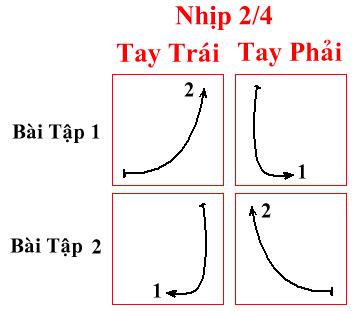 Nhịp 2/4
Tay Trái Tay Phải
Bài Tập 1
2
1
Bài Tập 2
1
2